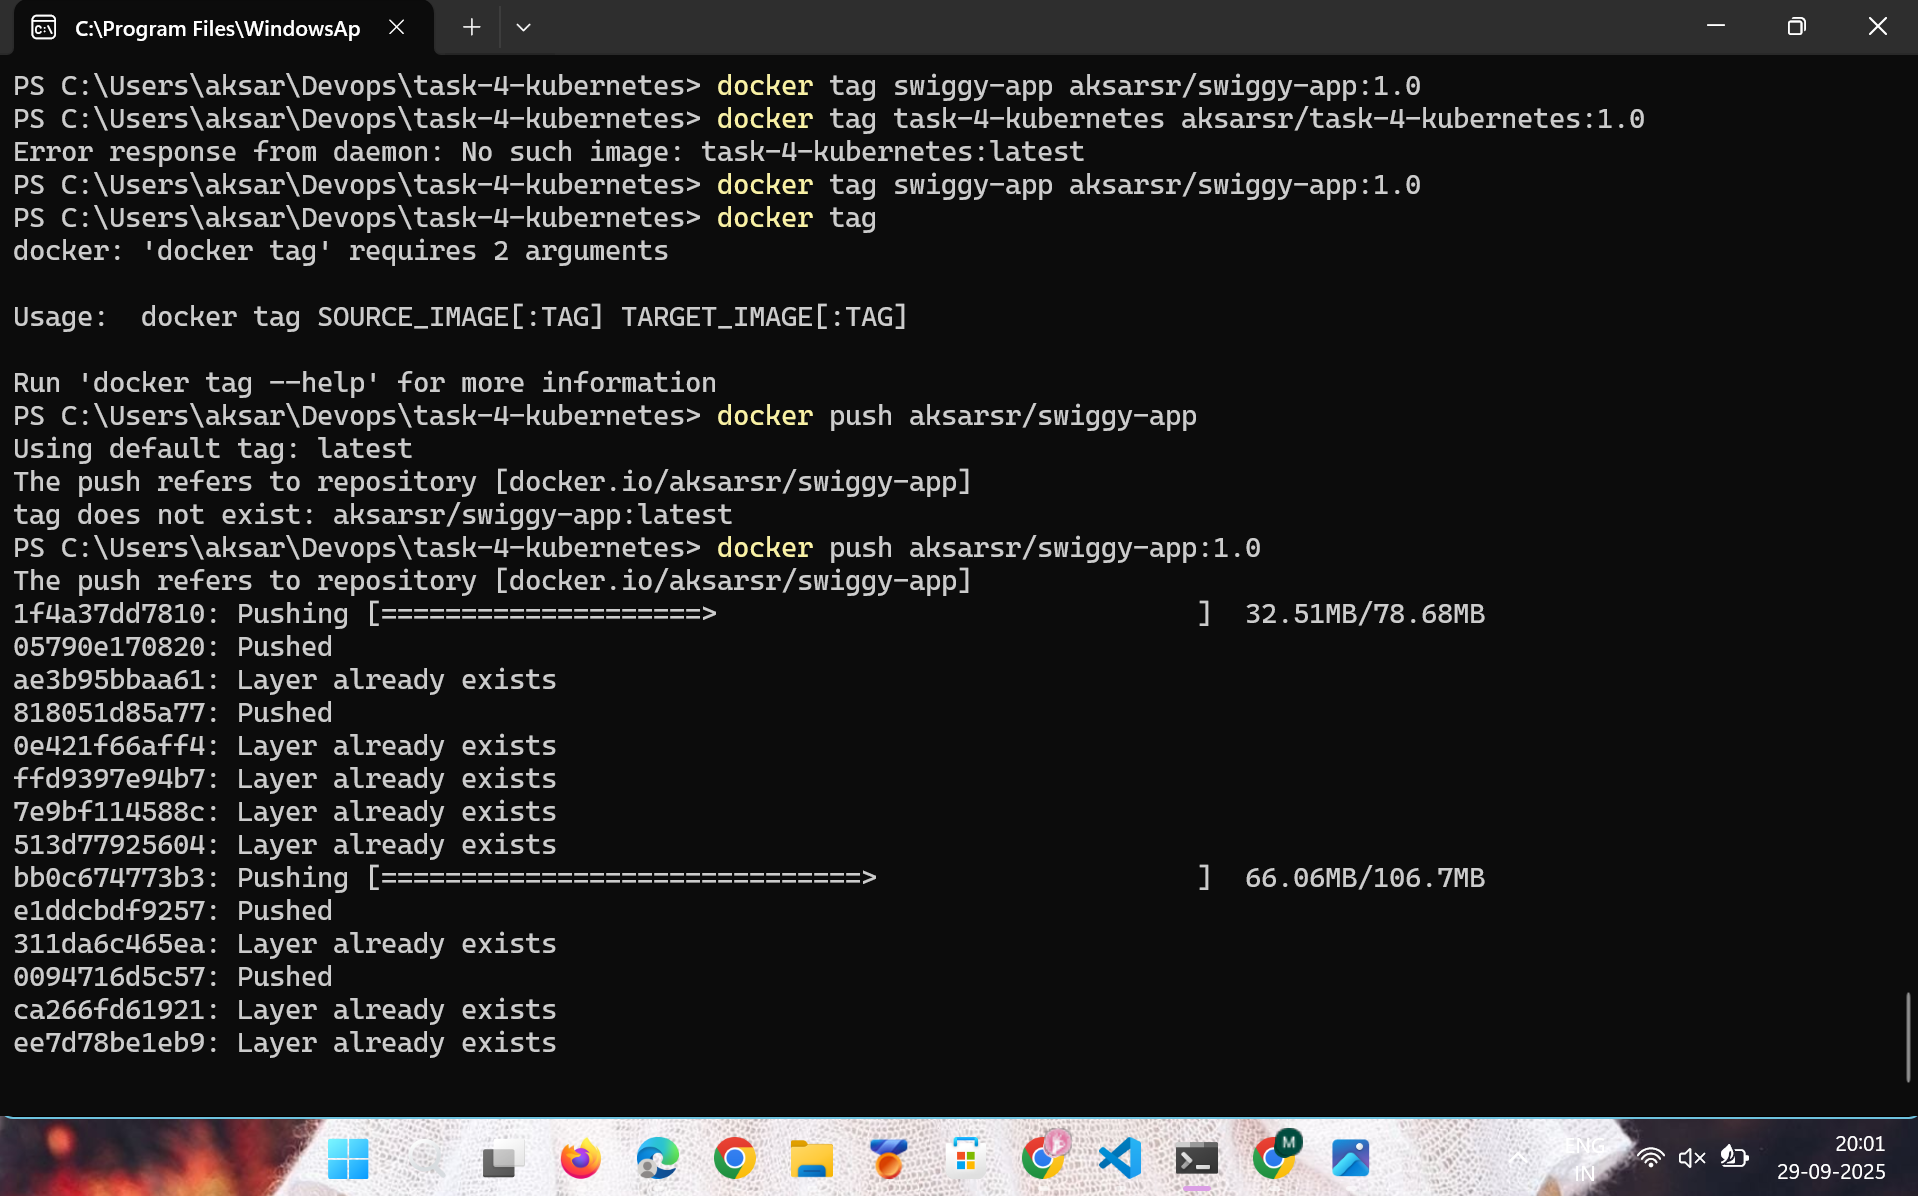 C:\Program Files\WindowsAp
PS C:\Users\aksar\Devops\task-4-kubernetes> docker tag swiggy-app aksarsr/swiggy-app:1.0
PS C:\Users\aksar\Devops\task-4-kubernetes> docker tag task-4-kubernetes aksarsr/task-4-kubernetes:1.0
Error response from daemon: No such image: task-4-kubernetes:latest
PS C:\Users\aksar\Devops\task-4-kubernetes> docker tag swiggy-app aksarsr/swiggy-app:1.0
PS C:\Users\aksar\Devops\task-4-kubernetes> docker tag
docker: 'docker tag' requires 2 arguments
Usage:  docker tag SOURCE_IMAGE[:TAG] TARGET_IMAGE[:TAG]
Run 'docker tag --help' for more information
PS C:\Users\aksar\Devops\task-4-kubernetes> docker push aksarsr/swiggy-app
Using default tag: latest
The push refers to repository [docker.io/aksarsr/swiggy-app]
tag does not exist: aksarsr/swiggy-app:latest
PS C:\Users\aksar\Devops\task-4-kubernetes> docker push aksarsr/swiggy-app:1.0
The push refers to repository [docker.io/aksarsr/swiggy-app]
1f4a37dd7810: Pushing [====================>                              ]  32.51MB/78.68MB
05790e170820: Pushed
ae3b95bbaa61: Layer already exists
818051d85a77: Pushed
0e421f66aff4: Layer already exists
ffd9397e94b7: Layer already exists
7e9bf114588c: Layer already exists
513d77925604: Layer already exists
bb0c674773b3: Pushing [==============================>                    ]  66.06MB/106.7MB
e1ddcbdf9257: Pushed
311da6c465ea: Layer already exists
0094716d5c57: Pushed
ca266fd61921: Layer already exists
ee7d78be1eb9: Layer already exists
M
ENG
IN
20:01
29-09-2025